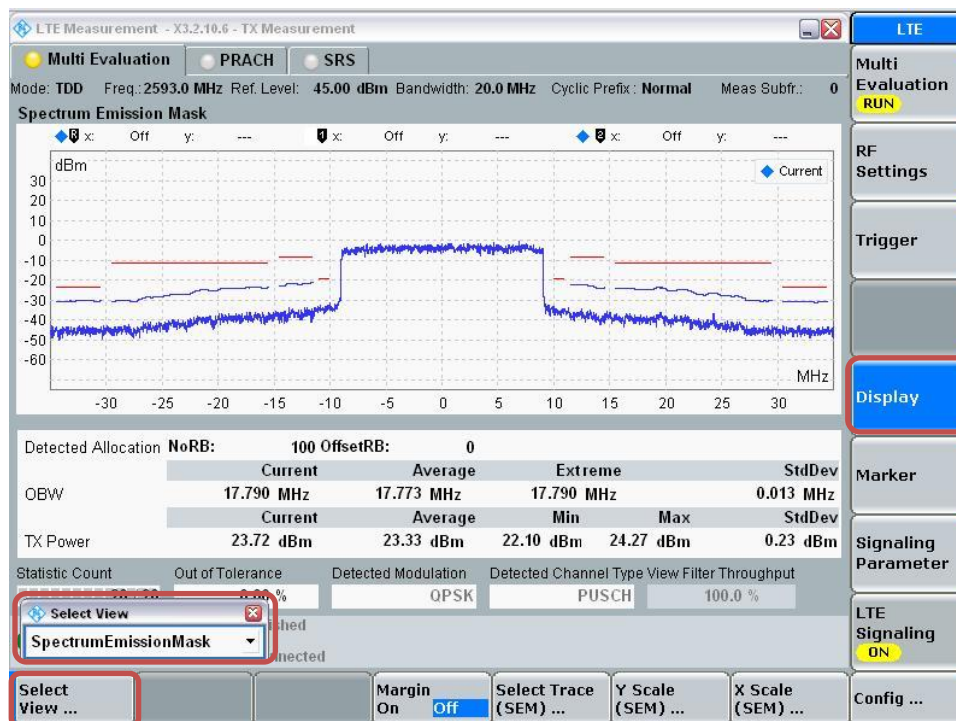 LTE Measurement - X3.2.10.6 - TX Measurement
LTE
Multi Evaluation PRACH SRS
Multi Evaluation RUN
Mode: TDD Freq.: 2593.0 MHz Ref. Level: 45.00 dBm Bandwidth: 20.0 MHz Cyclic Prefix: Normal Meas Subfr.: 0
Spectrum Emission Mask
R x: Off y: --- 1 x: Off y: --- 2 x: Off y: ---
dBm
Current
30
20
10
0
-10
-20
-30
-40
-50
-60
MHz
-30 -25 -20 -15 -10 -5 0 5 10 15 20 25 30
RF Settings
Trigger
Display
Marker
Signaling Parameter
LTE Signaling ON
Config ...
Detected Allocation NoRB: 100 OffsetRB: 0
Current Average Extreme StdDev
OBW 17.790 MHz 17.773 MHz 17.790 MHz 0.013 MHz
Current Average Min Max StdDev
TX Power 23.72 dBm 23.33 dBm 22.10 dBm 24.27 dBm 0.23 dBm
Statistic Count Out of Tolerance Detected Modulation Detected Channel Type View Filter Throughput
% QPSK PUSCH 100.0 %
Select View
SpectrumEmissionMask
Select View ...
Margin On Off
Select Trace (SEM) ...
Y Scale (SEM) ...
X Scale (SEM) ...